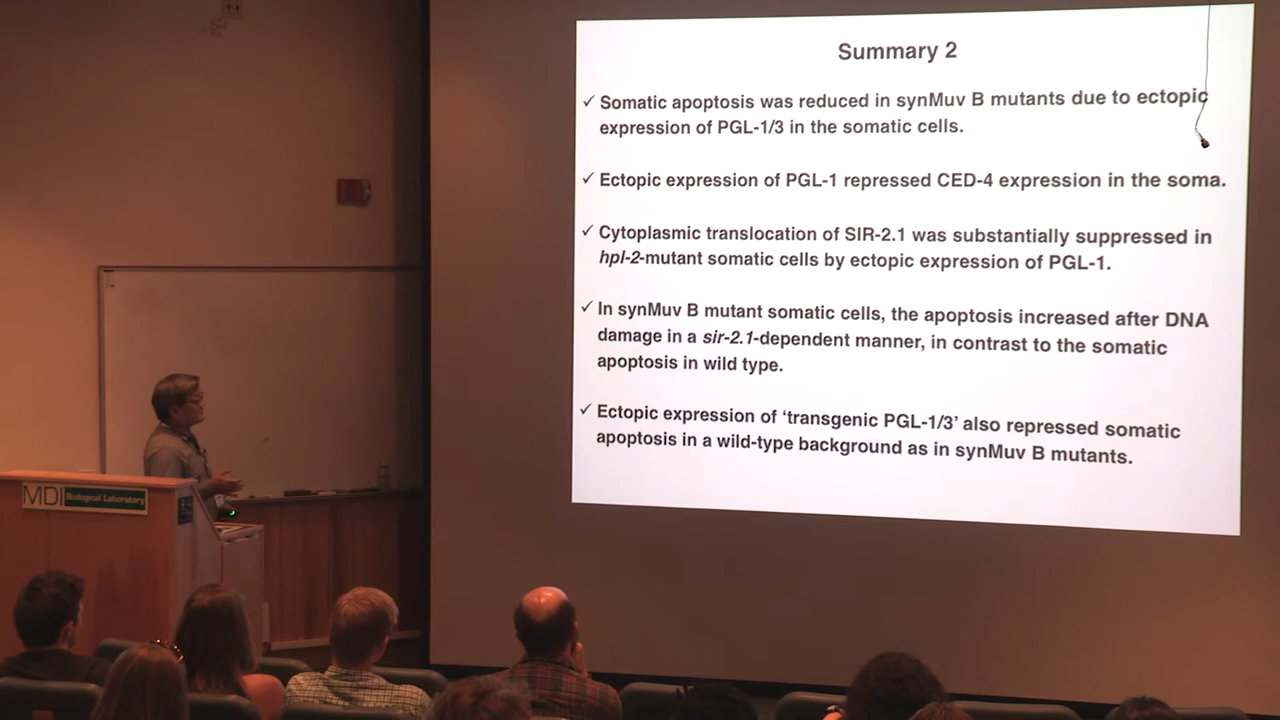 Summary 2
✓ Somatic apoptosis was reduced in synMuv B mutants due to ectopic
expression of PGL-1/3 in the somatic cells.
✓ Ectopic expression of PGL-1 repressed CED-4 expression in the soma.
✓ Cytoplasmic translocation of SIR-2.1 was substantially suppressed in
hpl-2-mutant somatic cells by ectopic expression of PGL-1.
✓ In synMuv B mutant somatic cells, the apoptosis increased after DNA
damage in a sir-2.1-dependent manner, in contrast to the somatic
apoptosis in wild type.
✓ Ectopic expression of ‘transgenic PGL-1/3’ also repressed somatic
apoptosis in a wild-type background as in synMuv B mutants.
MDI Biological Laboratory